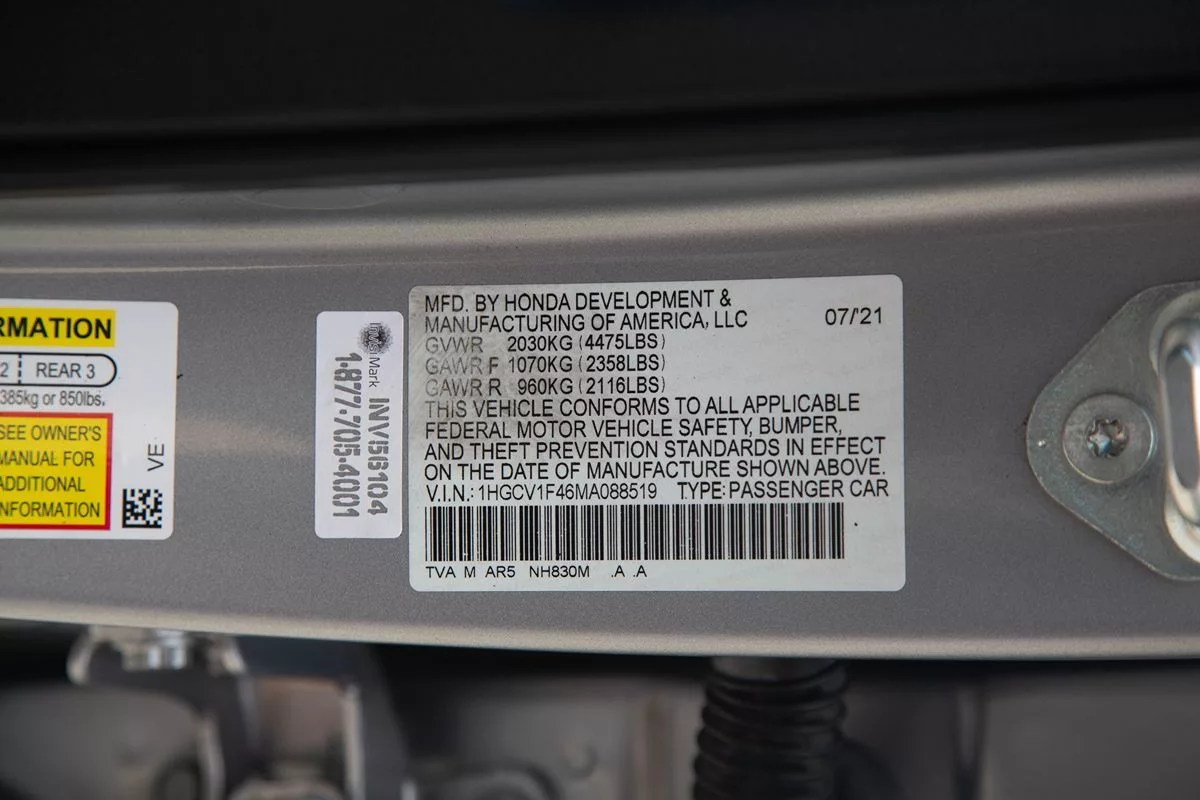 RMATION
2 REAR 3
385kg or 850lbs.
SEE OWNER'S
MANUAL FOR
ADDITIONAL
INFORMATION
VE:
Mark
INV56104
1-877-705-4001
MFD. BY HONDA DEVELOPMENT &
MANUFACTURING OF AMERICA, LLC 07/'21
GVWR 2030KG (4475LBS)
GAWR F 1070KG (2358LBS)
GAWR R 960KG (2116LBS)
THIS VEHICLE CONFORMS TO ALL APPLICABLE
FEDERAL MOTOR VEHICLE SAFETY, BUMPER,
AND THEFT PREVENTION STANDARDS IN EFFECT
ON THE DATE OF MANUFACTURE SHOWN ABOVE.
V.I.N.: 1HGCV1F46MA088519 TYPE: PASSENGER CAR
TVA M AR5 NH830M .A .A